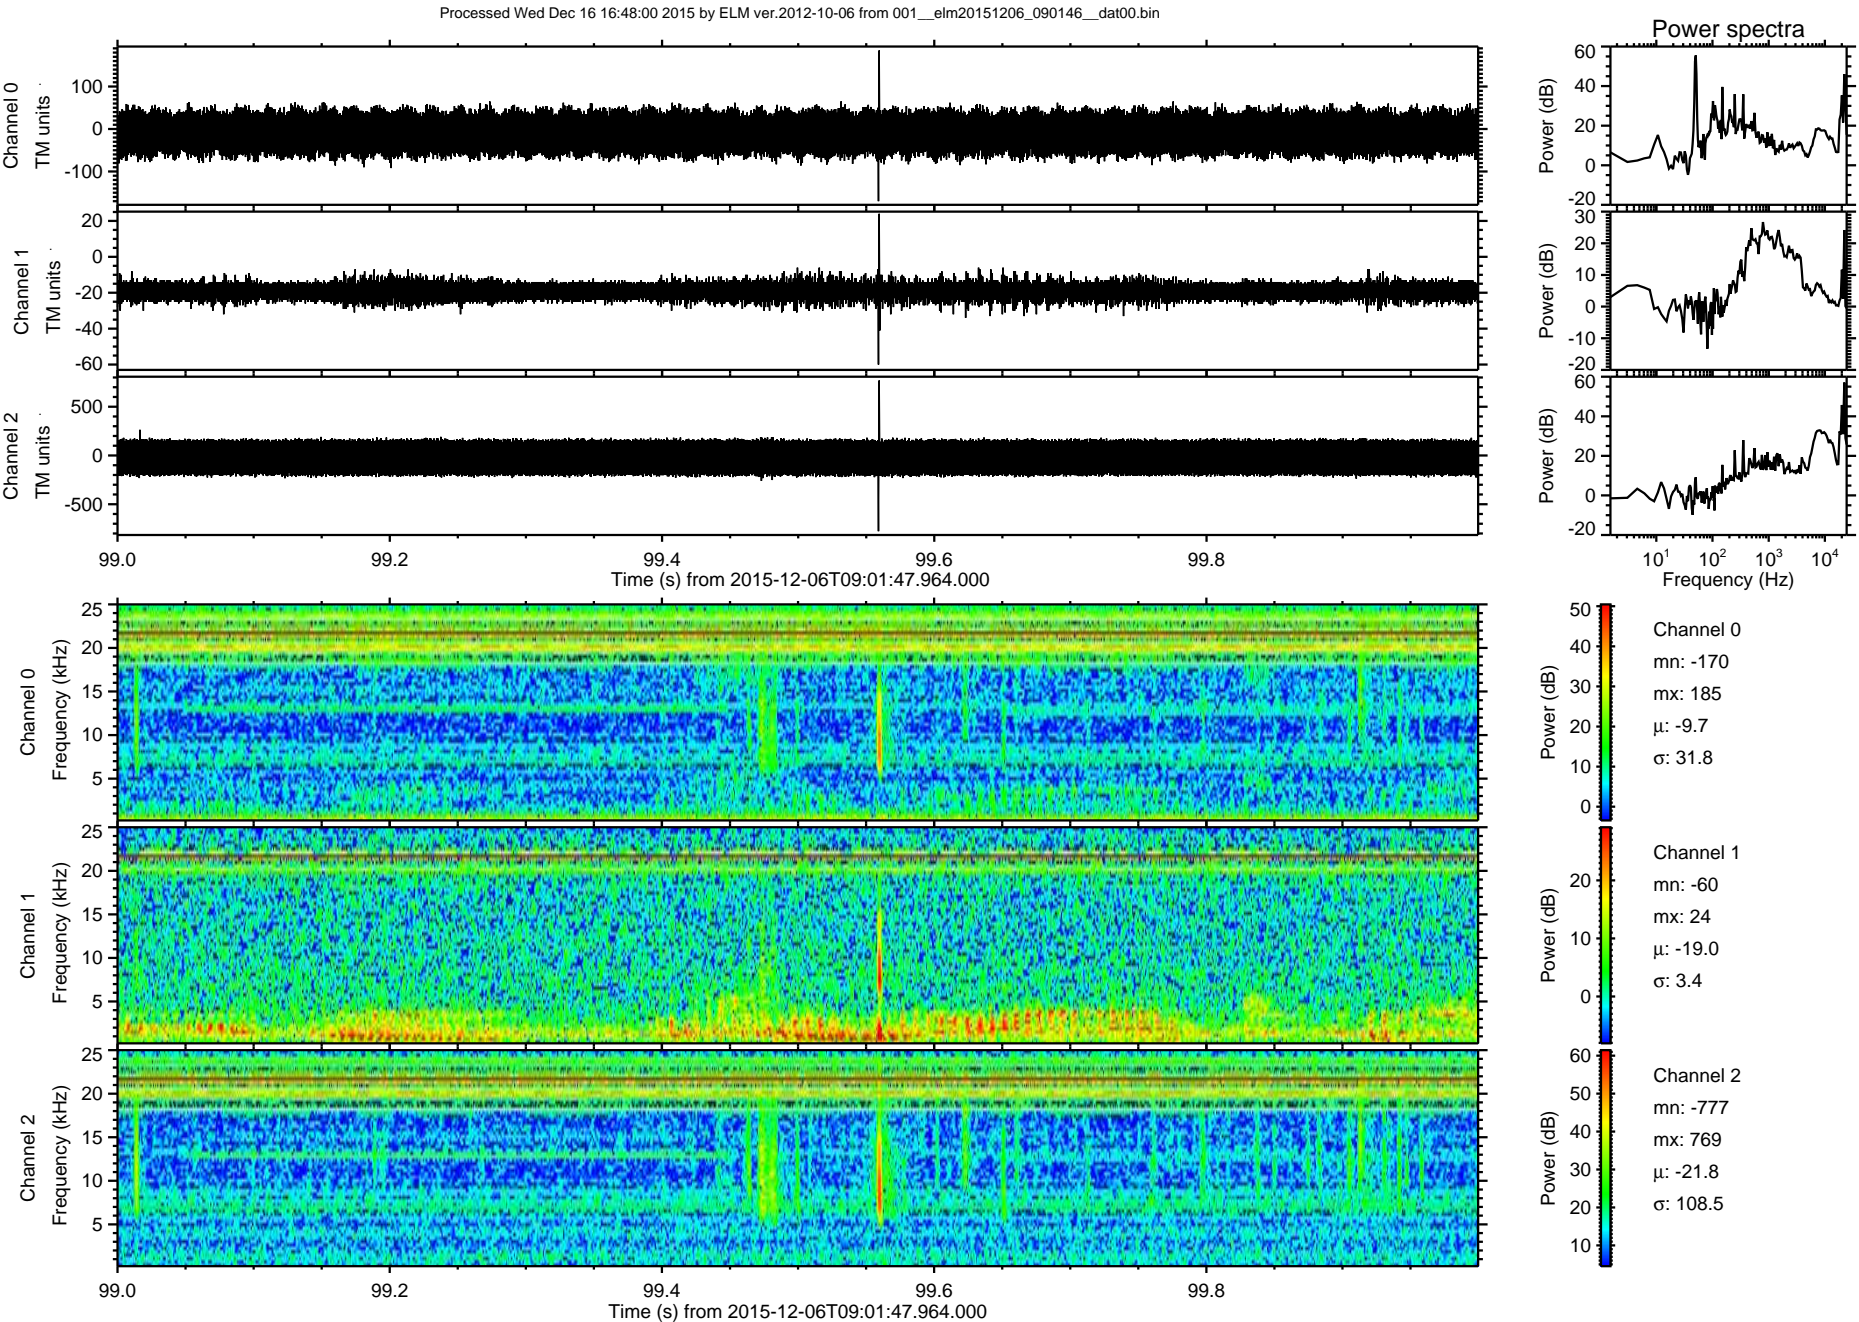 Processed Wed Dec 16 16:48:00 2015 by ELM ver.2012-10-06 from 001__elm20151206_090146__dat00.bin
Power spectra
Channel 0
TM units
100
0
-100
Power (dB)
60
40
20
0
-20
Channel 1
TM units
20
0
-20
-40
-60
Power (dB)
30
20
10
0
-10
-20
Channel 2
TM units
500
0
-500
Power (dB)
60
40
20
0
-20
99.0 99.2 99.4 99.6 99.8
Time (s) from 2015-12-06T09:01:47.964.000
10¹ 10² 10³ 10⁴
Frequency (Hz)
Channel 0
Frequency (kHz)
25
20
15
10
5
Power (dB)
50
40
30
20
10
0
Channel 0
mn: -170
mx: 185
μ: -9.7
σ: 31.8
Channel 1
Frequency (kHz)
25
20
15
10
5
Power (dB)
20
10
0
Channel 1
mn: -60
mx: 24
μ: -19.0
σ: 3.4
Channel 2
Frequency (kHz)
25
20
15
10
5
Power (dB)
60
50
40
30
20
10
Channel 2
mn: -777
mx: 769
μ: -21.8
σ: 108.5
99.0 99.2 99.4 99.6 99.8
Time (s) from 2015-12-06T09:01:47.964.000